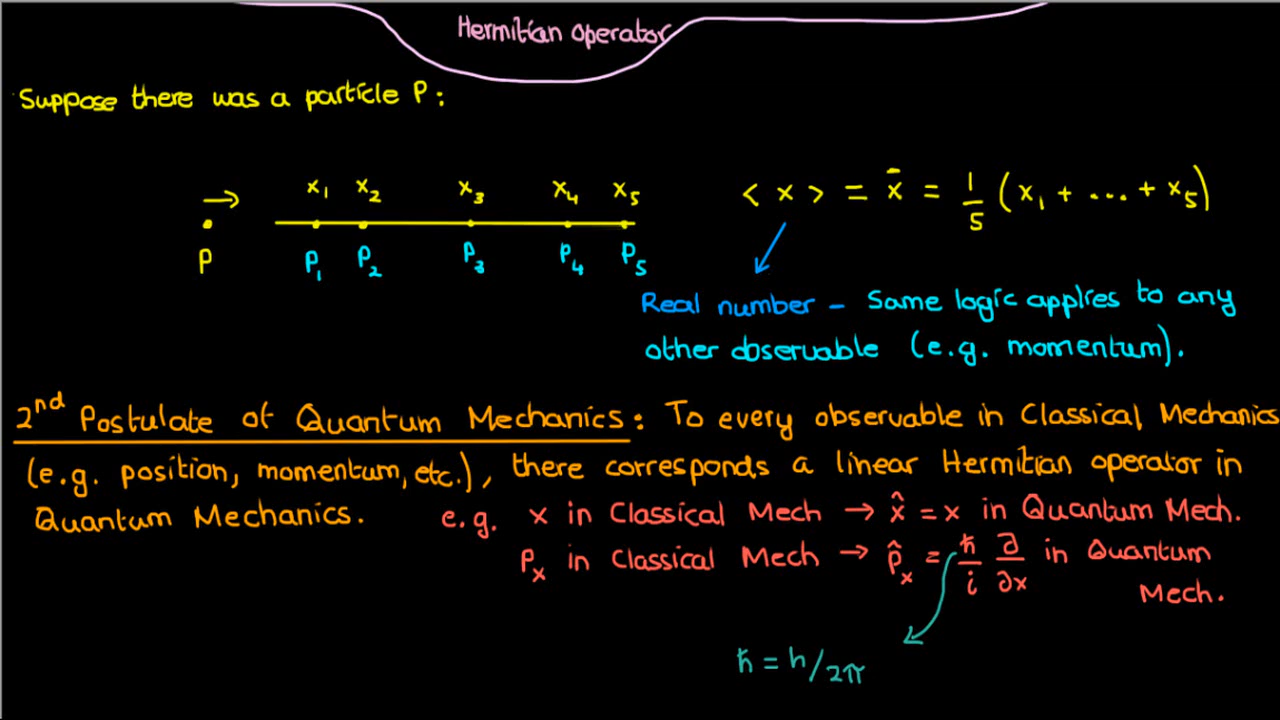 Hermitian operator
Suppose there was a particle P:
→ x₁ x₂ x₃ x₄ x₅ < x > = x̄ = 1/5 (x₁ + ... + x₅)
P P₁ P₂ P₃ P₄ P₅
Real number - Same logic applies to any
other observable (e.g. momentum).
2nd Postulate of Quantum Mechanics: To every observable in Classical Mechanics
(e.g. position, momentum, etc.), there corresponds a linear Hermitian operator in
Quantum Mechanics. e.g. x in Classical Mech → x̂ = x in Quantum Mech.
Pₓ in Classical Mech → p̂ₓ = ħ/i ∂/∂x in Quantum
Mech.
ħ = h/2π